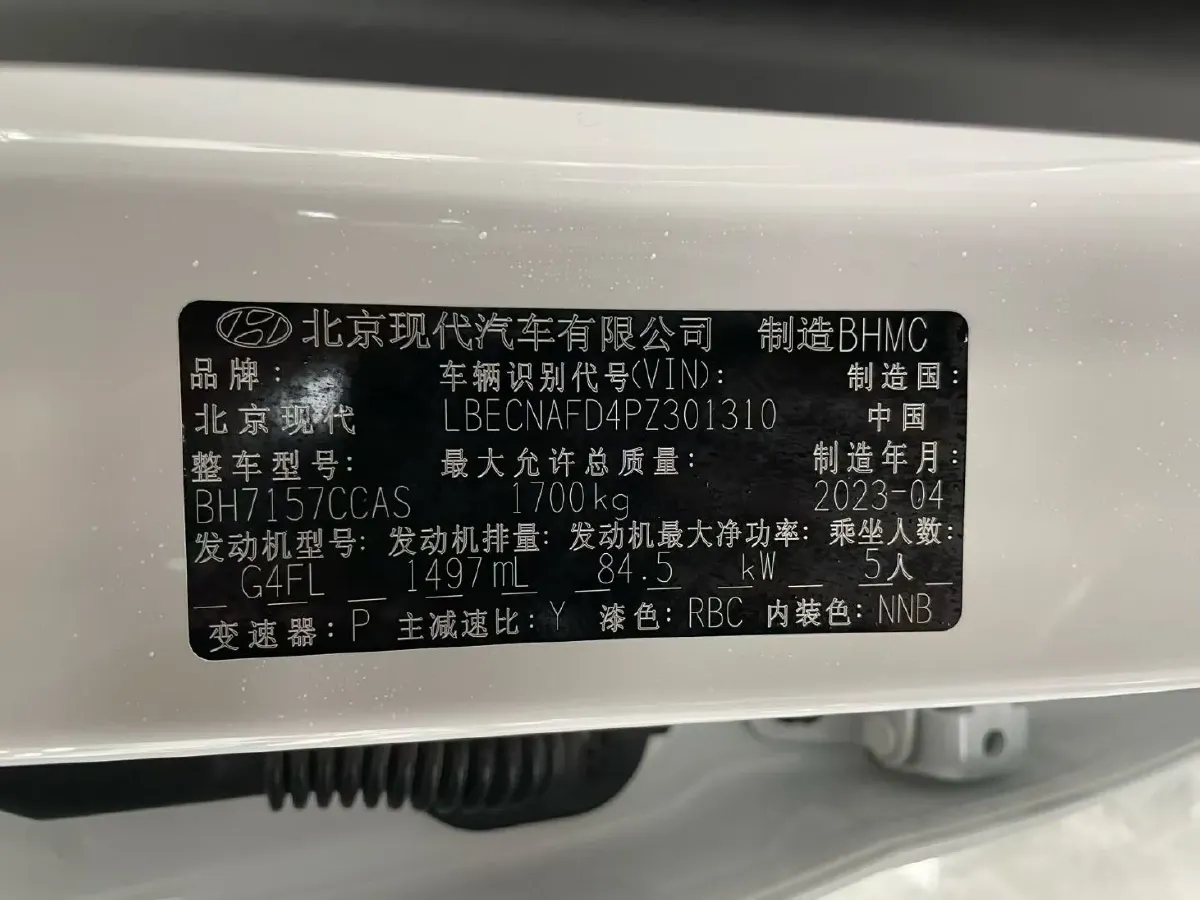 北京现代汽车有限公司 制造BHMC
品牌: 车辆识别代号(VIN): 制造国:
北京现代 LBECNAFD4PZ301310 中国
整车型号: 最大允许总质量: 制造年月:
BH7157CCAS 1700kg 2023-04
发动机型号: 发动机排量: 发动机最大净功率: 乘坐人数:
G4FL 1497mL 84.5 kW 5人
变速器: P 主减速比: Y 漆色: RBC 内装色: NNB